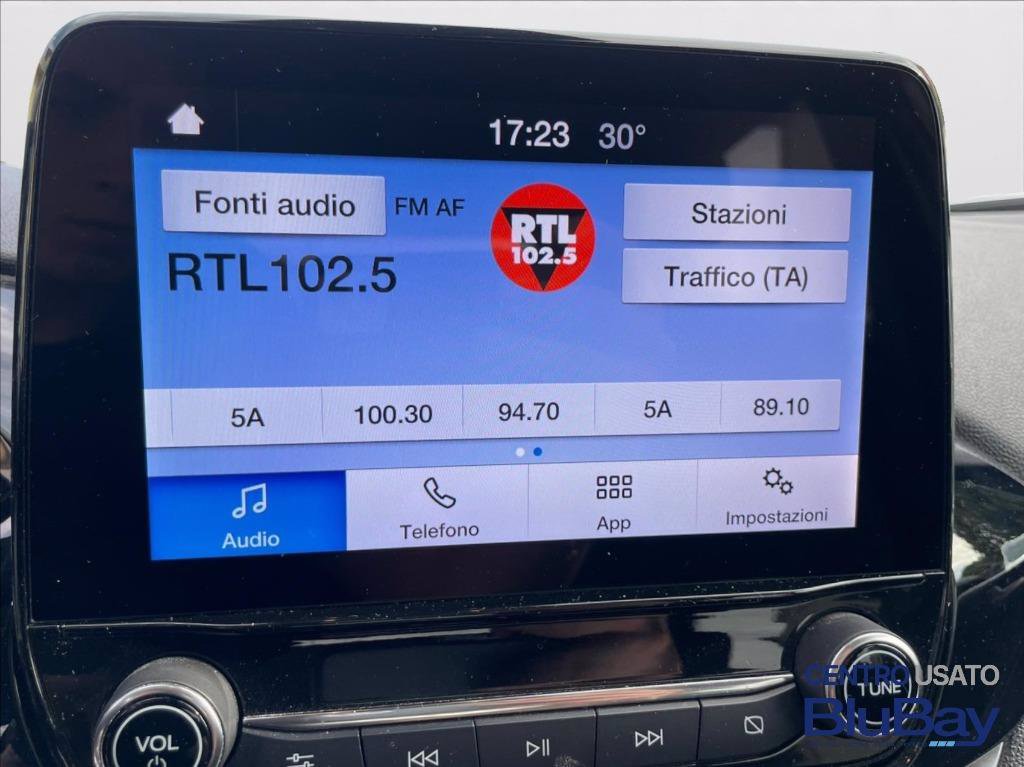 17:23 30°
Fonti audio FM AF
RTL
102.5
Stazioni
RTL102.5
Traffico (TA)
5A 100.30 94.70 5A 89.10
Audio Telefono App Impostazioni
VOL
TUNE
CENTRO USATO
BluBay